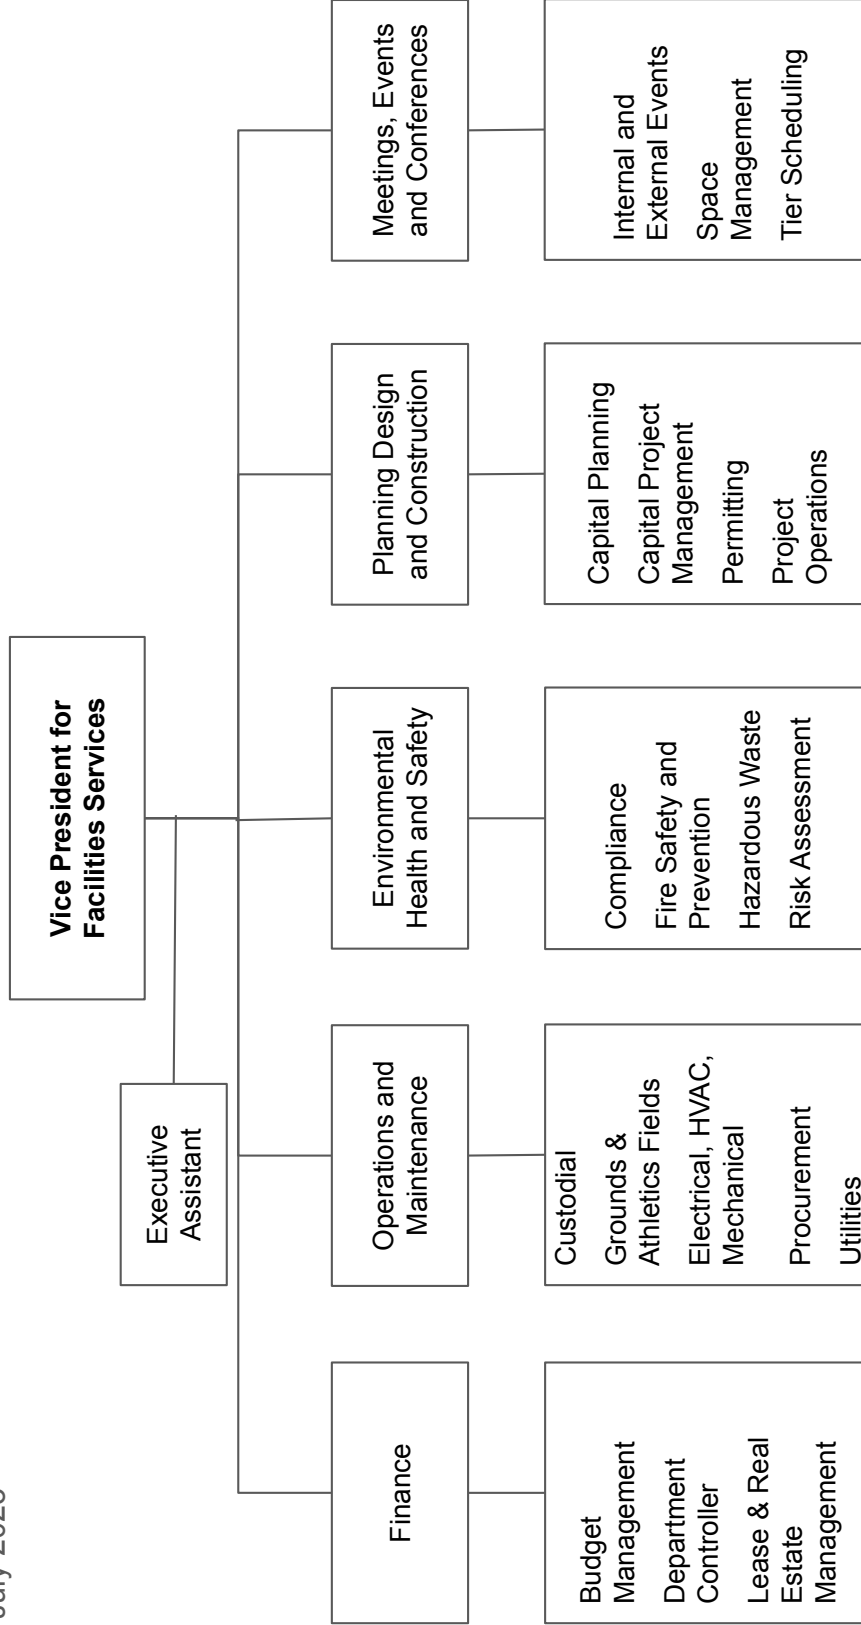 July 2023
Vice President for
Facilities Services
Executive
Assistant
Finance
Operations and
Maintenance
Environmental
Health and Safety
Planning Design
and Construction
Meetings, Events
and Conferences
Budget
Management
Department
Controller
Lease & Real
Estate
Management
Custodial
Grounds &
Athletics Fields
Electrical, HVAC,
Mechanical
Procurement
Utilities
Compliance
Fire Safety and
Prevention
Hazardous Waste
Risk Assessment
Capital Planning
Capital Project
Management
Permitting
Project
Operations
Internal and
External Events
Space
Management
Tier Scheduling